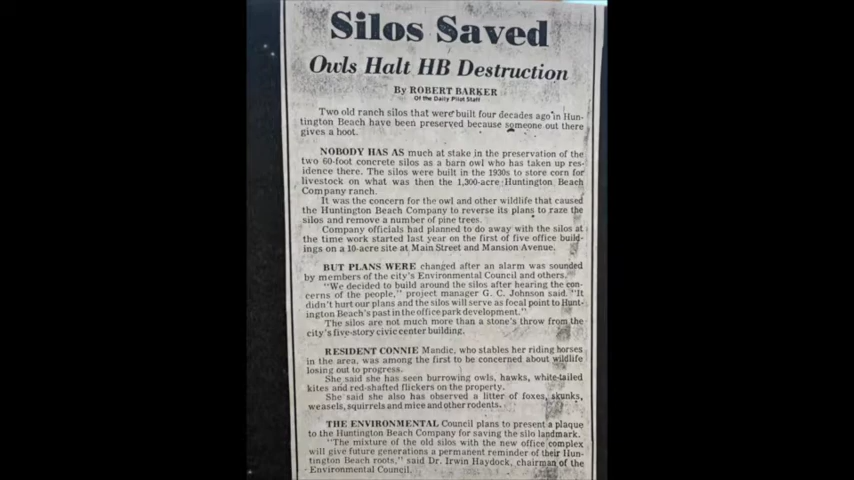 Silos Saved
Owls Halt HB Destruction
By ROBERT BARKER
Of the Daily Pilot Staff
Two old ranch silos that were built four decades ago in Hun-
tington Beach have been preserved because someone out there
gives a hoot.
NOBODY HAS AS much at stake in the preservation of the
two 60-foot concrete silos as a barn owl who has taken up res-
idence there. The silos were built in the 1930s to store corn for
livestock on what was then the 1,300-acre Huntington Beach
Company ranch.
It was the concern for the owl and other wildlife that caused
the Huntington Beach Company to reverse its plans to raze the
silos and remove a number of pine trees.
Company officials had planned to do away with the silos at
the time work started last year on the first of five office build-
ings on a 10-acre site at Main Street and Mansion Avenue.
BUT PLANS WERE changed after an alarm was sounded
by members of the city's Environmental Council and others.
"We decided to build around the silos after hearing the con-
cerns of the people," project manager G. C. Johnson said. "It
didn't hurt our plans and the silos will serve as focal point to Hunt-
ington Beach's past in the office park development."
The silos are not much more than a stone's throw from the
city's five-story civic center building.
RESIDENT CONNIE Mandic, who stables her riding horses
in the area, was among the first to be concerned about wildlife
losing out to progress.
She said she has seen burrowing owls, hawks, white-tailed
kites and red-shafted flickers on the property.
She said she also has observed a litter of foxes, skunks,
weasels, squirrels and mice and other rodents.
THE ENVIRONMENTAL Council plans to present a plaque
to the Huntington Beach Company for saving the silo landmark.
"The mixture of the old silos with the new office complex
will give future generations a permanent reminder of their Hun-
tington Beach roots," said Dr. Irwin Haydock, chairman of the
Environmental Council.